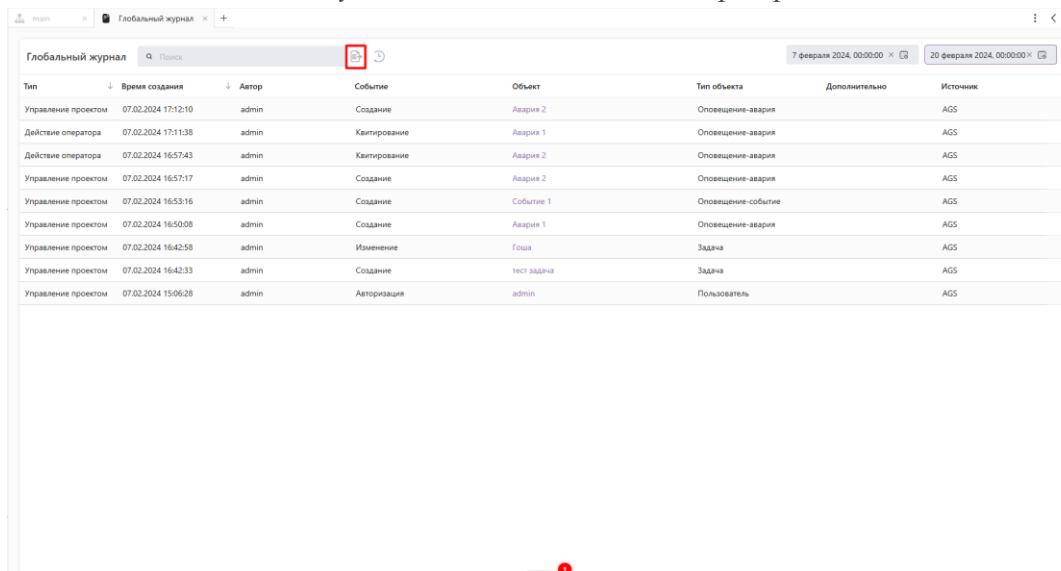 main × Глобальный журнал × +
Глобальный журнал Поиск 7 февраля 2024, 00:00:00 × 20 февраля 2024, 00:00:00 ×
Тип ↓ Время создания ↓ Автор Событие Объект Тип объекта Дополнительно Источник
Управление проектом 07.02.2024 17:12:10 admin Создание Авария 2 Оповещение-авария AGS
Действие оператора 07.02.2024 17:11:38 admin Квитирование Авария 1 Оповещение-авария AGS
Действие оператора 07.02.2024 16:57:43 admin Квитирование Авария 2 Оповещение-авария AGS
Управление проектом 07.02.2024 16:57:17 admin Создание Авария 2 Оповещение-авария AGS
Управление проектом 07.02.2024 16:53:16 admin Создание Событие 1 Оповещение-событие AGS
Управление проектом 07.02.2024 16:50:08 admin Создание Авария 1 Оповещение-авария AGS
Управление проектом 07.02.2024 16:42:58 admin Изменение Гоша Задача AGS
Управление проектом 07.02.2024 16:42:33 admin Создание тест задача Задача AGS
Управление проектом 07.02.2024 15:06:28 admin Авторизация admin Пользователь AGS
1